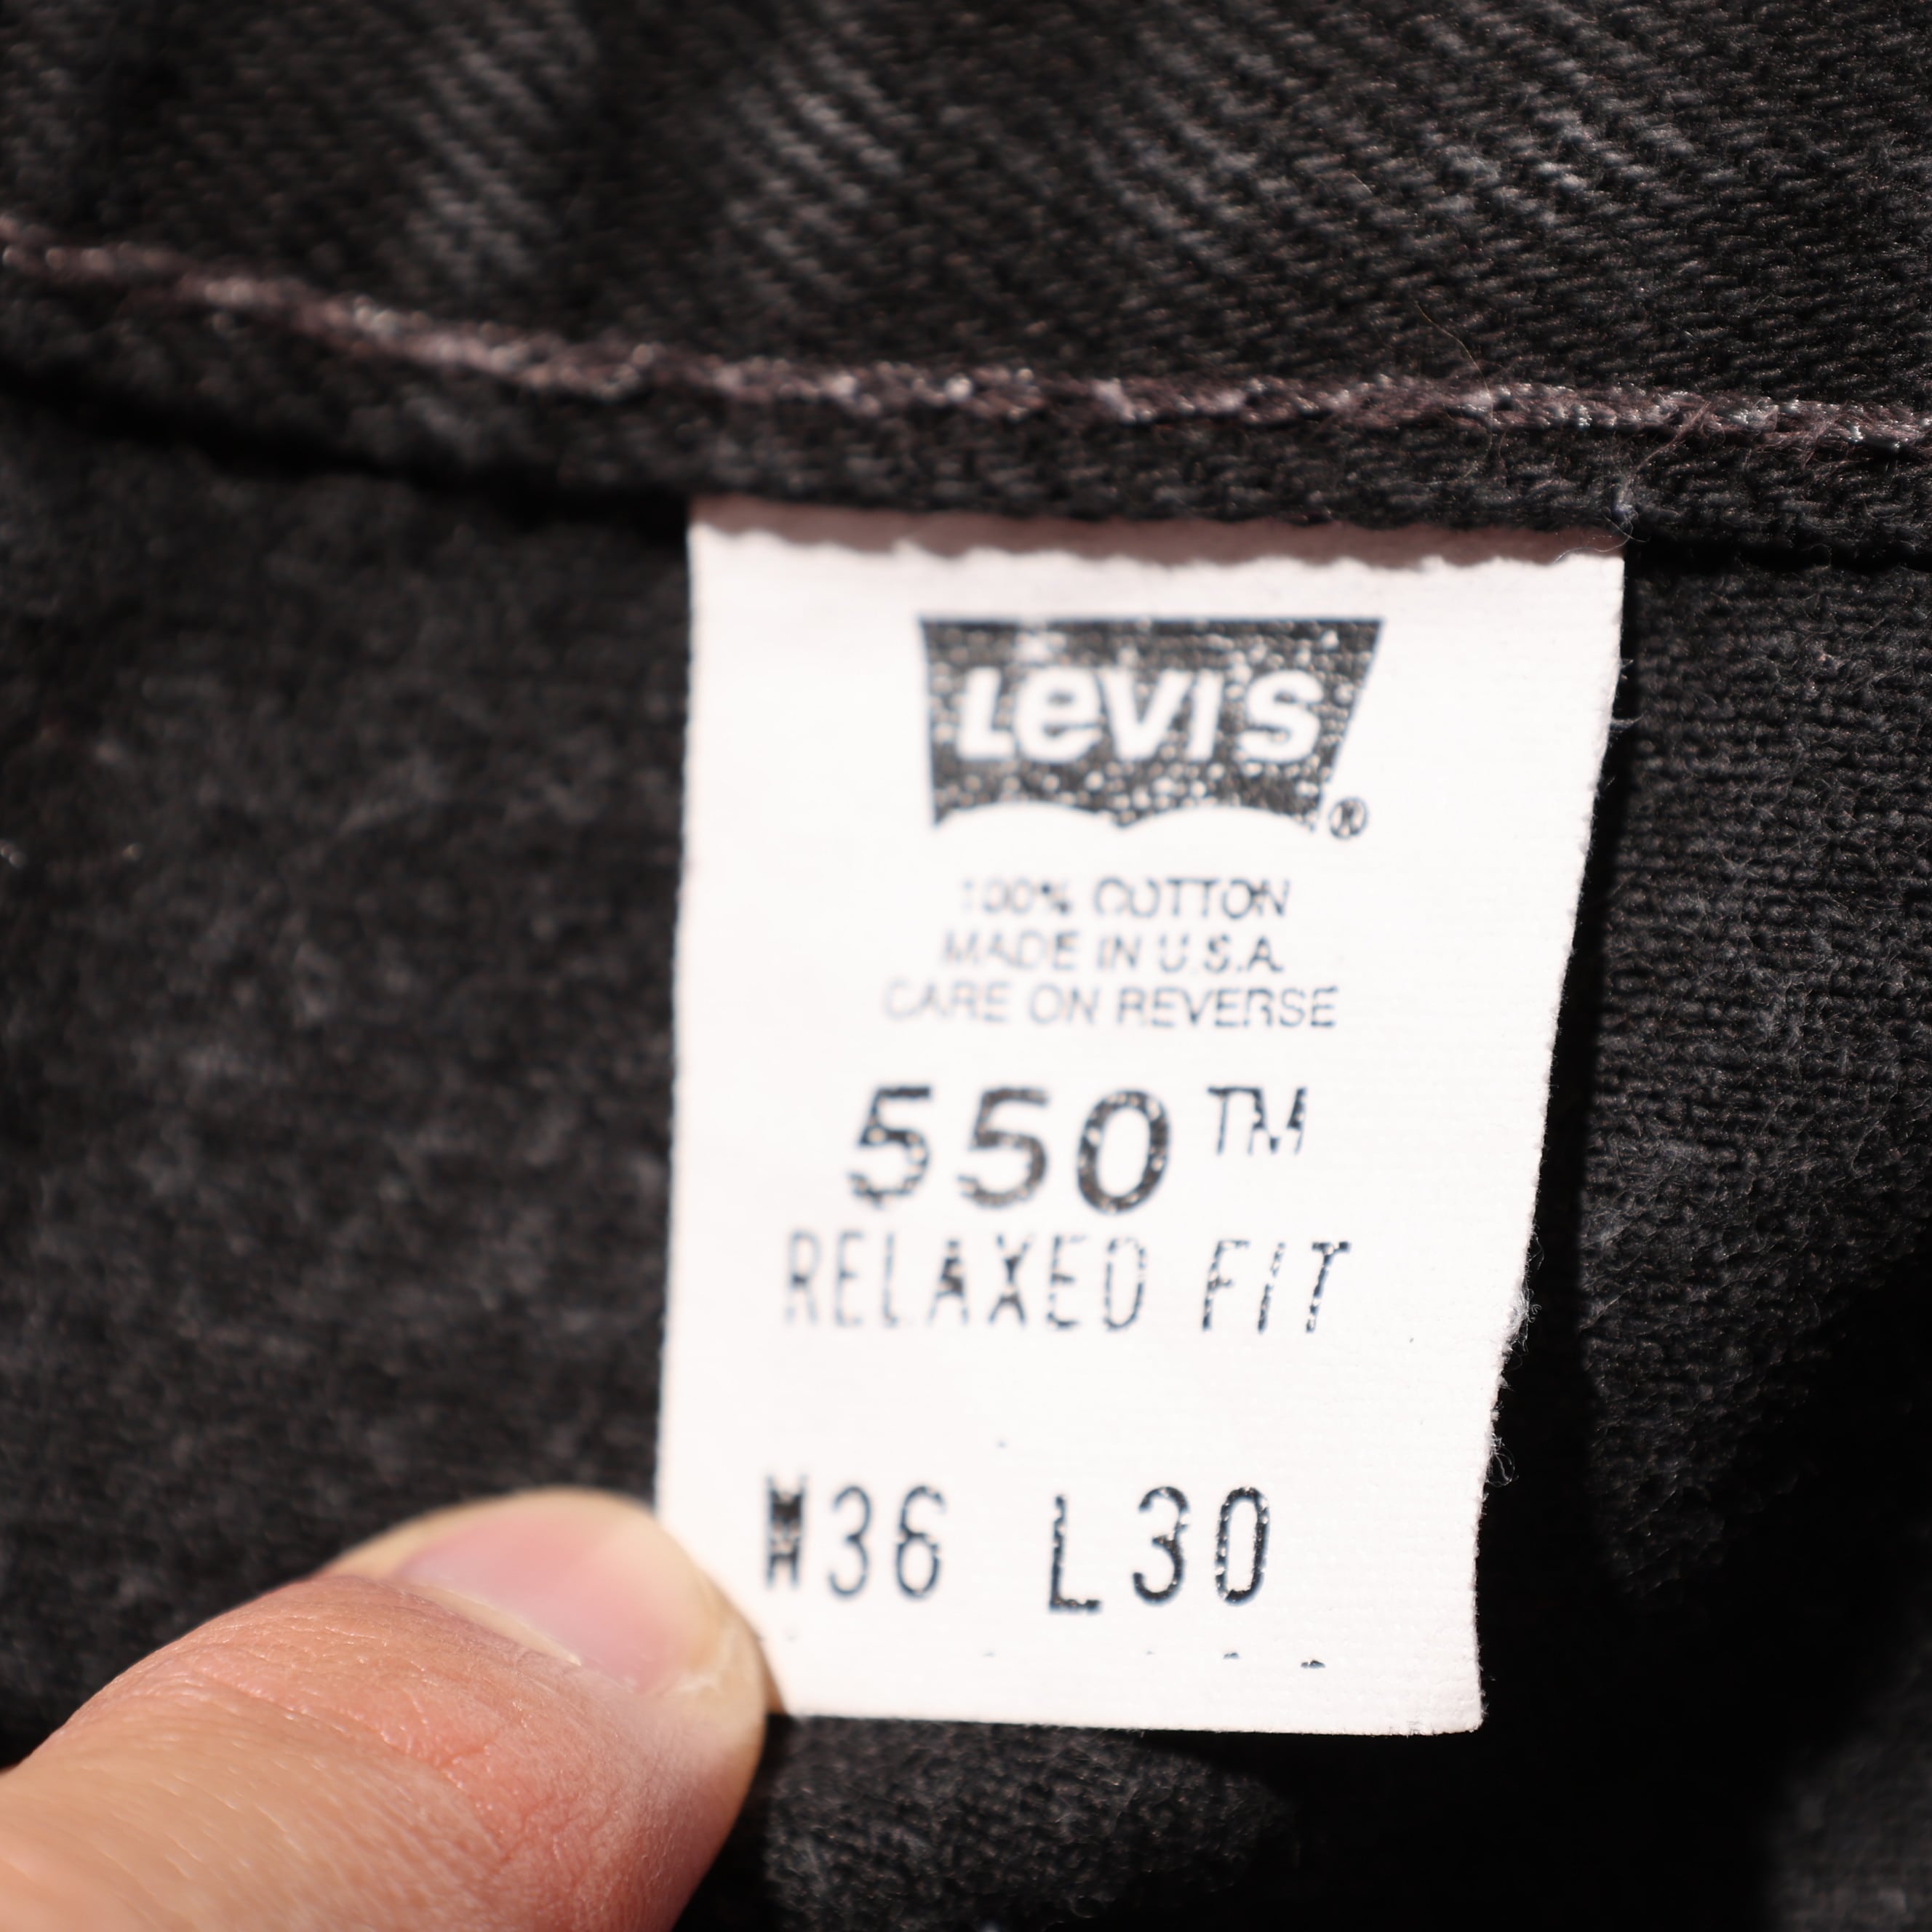 LEVI'S ®
100% COTTON
MADE IN U.S.A.
CARE ON REVERSE
550™
RELAXED FIT
W36 L30